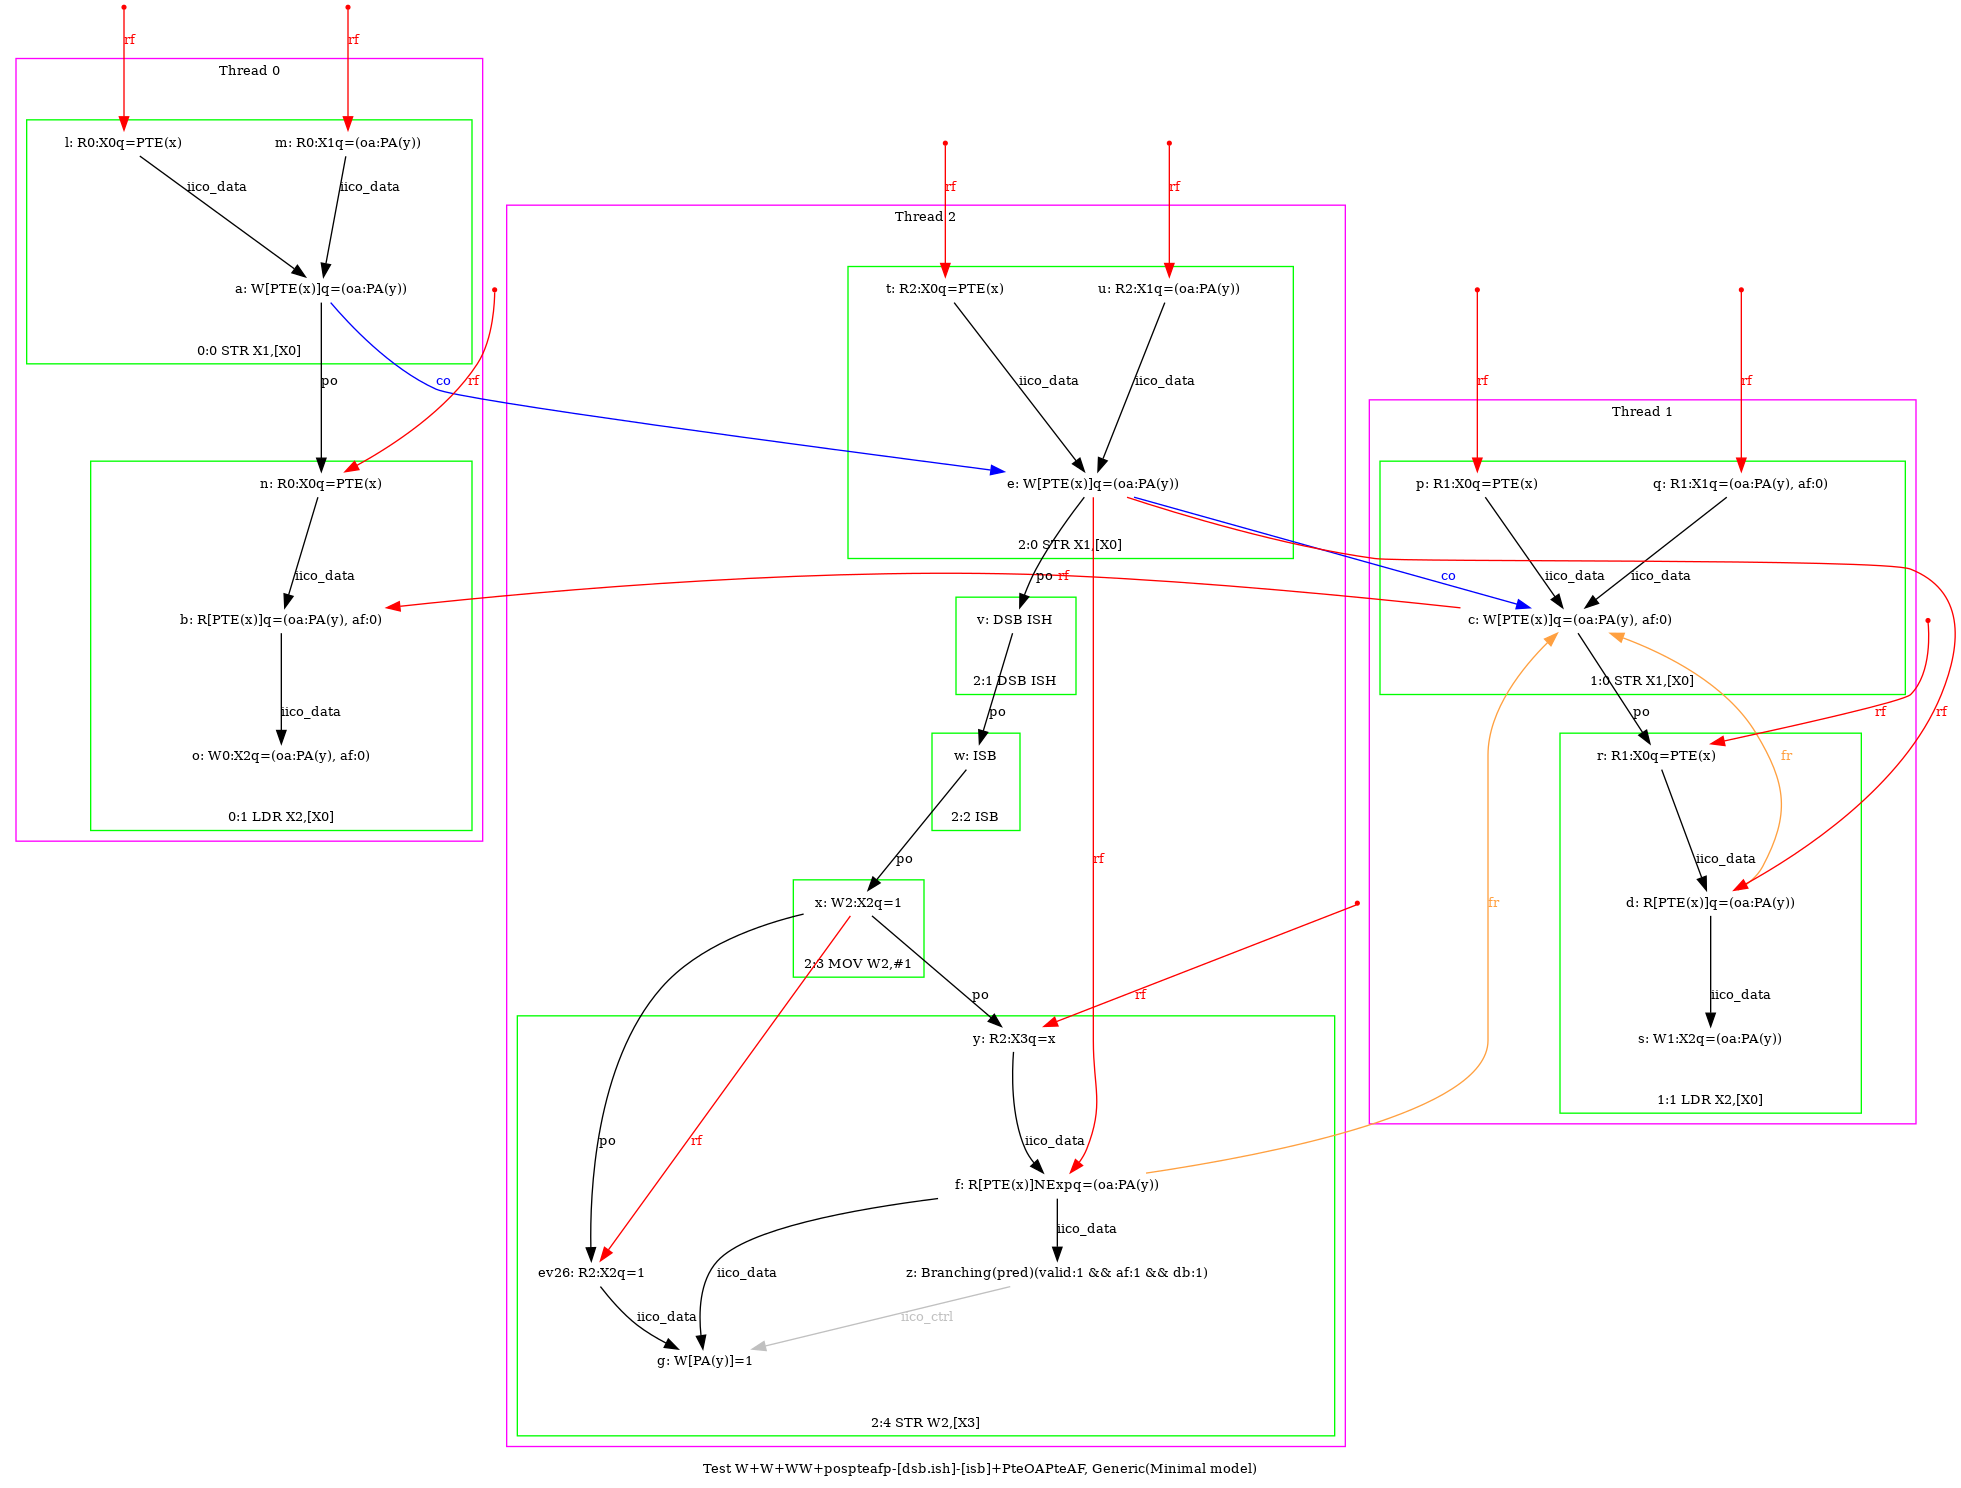 rf
rf
Thread 0
l: R0:X0q=PTE(x)
m: R0:X1q=(oa:PA(y))
iico_data
iico_data
a: W[PTE(x)]q=(oa:PA(y))
0:0 STR X1,[X0]
po
co
rf
n: R0:X0q=PTE(x)
iico_data
b: R[PTE(x)]q=(oa:PA(y), af:0)
iico_data
o: W0:X2q=(oa:PA(y), af:0)
0:1 LDR X2,[X0]
rf
rf
Thread 2
t: R2:X0q=PTE(x)
u: R2:X1q=(oa:PA(y))
iico_data
iico_data
e: W[PTE(x)]q=(oa:PA(y))
2:0 STR X1,[X0]
po
rf
co
v: DSB ISH
2:1 DSB ISH
po
w: ISB
2:2 ISB
po
rf
x: W2:X2q=1
2:3 MOV W2,#1
po
rf
y: R2:X3q=x
po
rf
iico_data
f: R[PTE(x)]NExpq=(oa:PA(y))
iico_data
iico_data
ev26: R2:X2q=1
z: Branching(pred)(valid:1 && af:1 && db:1)
iico_data
iico_ctrl
g: W[PA(y)]=1
2:4 STR W2,[X3]
rf
rf
Thread 1
p: R1:X0q=PTE(x)
q: R1:X1q=(oa:PA(y), af:0)
iico_data
iico_data
c: W[PTE(x)]q=(oa:PA(y), af:0)
1:0 STR X1,[X0]
po
rf
rf
r: R1:X0q=PTE(x)
fr
iico_data
fr
d: R[PTE(x)]q=(oa:PA(y))
iico_data
s: W1:X2q=(oa:PA(y))
1:1 LDR X2,[X0]
Test W+W+WW+pospteafp-[dsb.ish]-[isb]+PteOAPteAF, Generic(Minimal model)